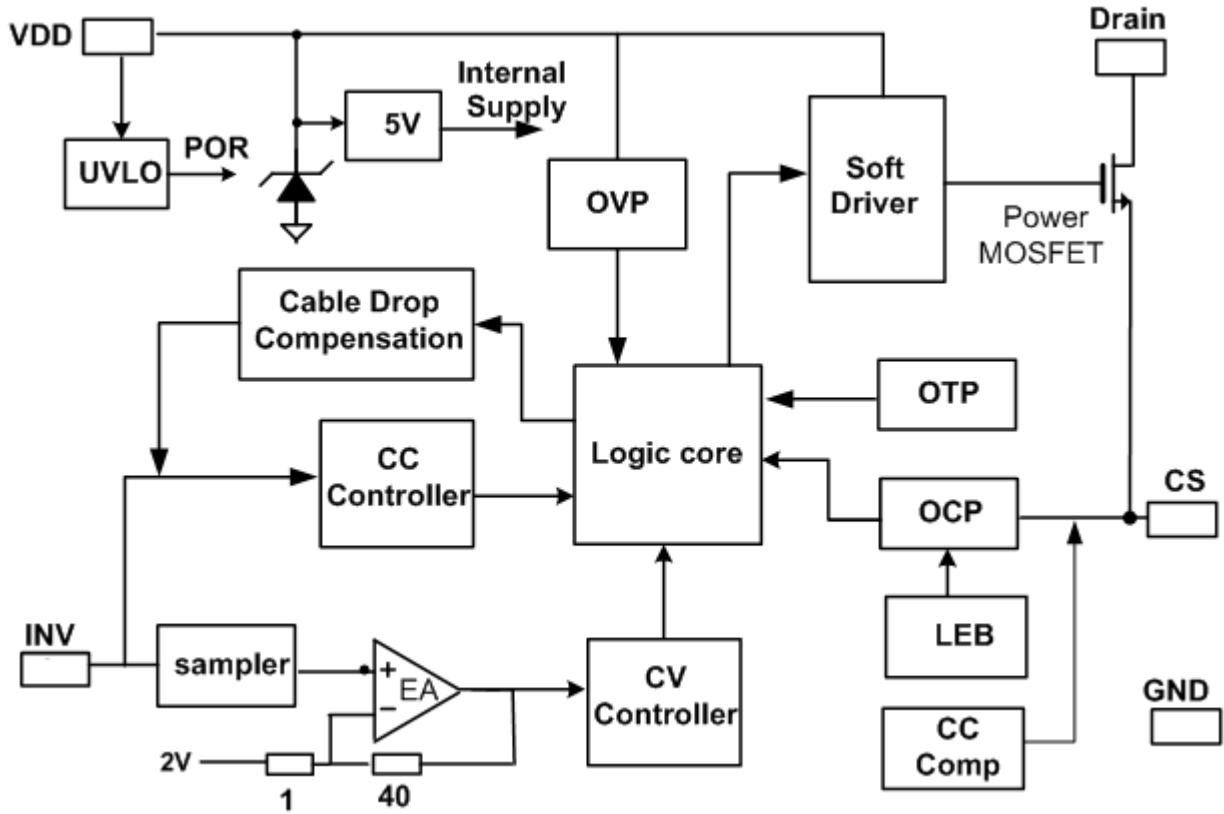 VDD
Drain
Internal
Supply
5V
UVLO
POR
OVP
Soft
Driver
Power
MOSFET
Cable Drop
Compensation
OTP
CC
Controller
Logic core
OCP
CS
LEB
INV
sampler
+
EA
−
CV
Controller
GND
2V
1
40
CC
Comp